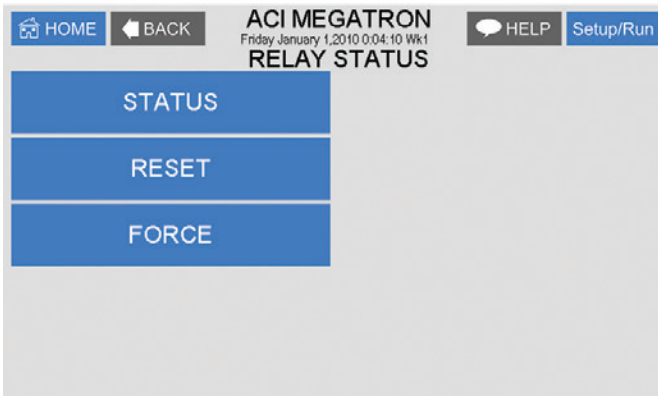 HOME
BACK
ACI MEGATRON
Friday January 1,2010 0:04:10 Wk1
RELAY STATUS
HELP
Setup/Run
STATUS
RESET
FORCE